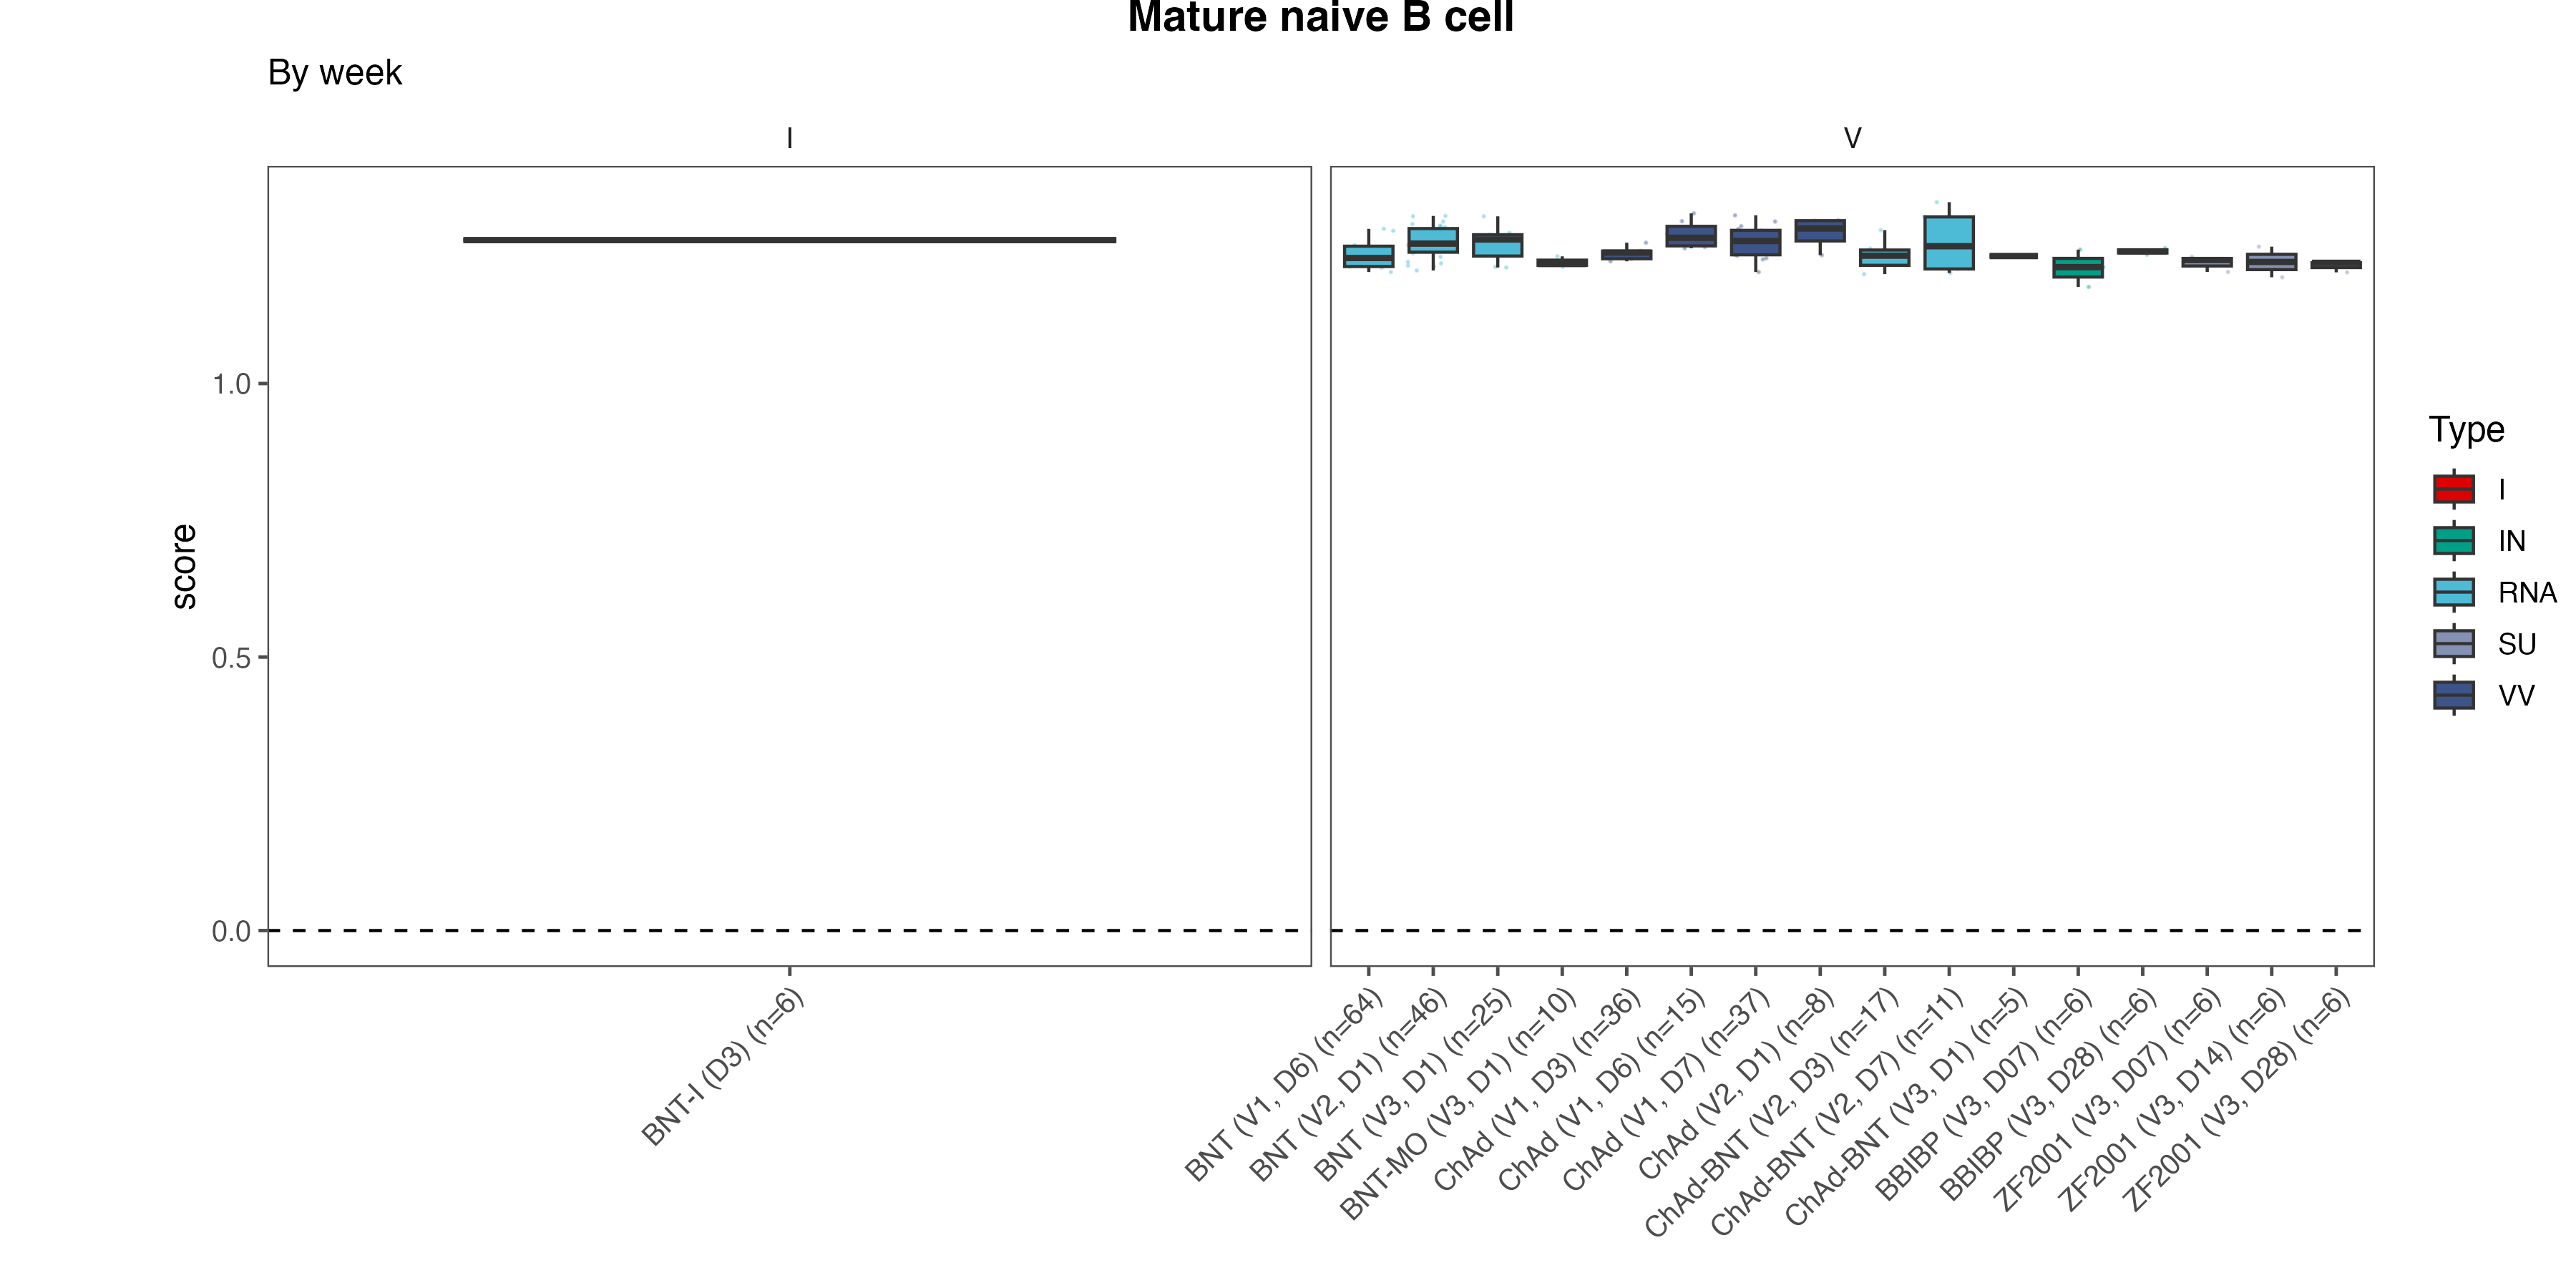 Mature naive B cell
By week
I
V
score
1.0
0.5
0.0
BNT-I (D3) (n=6)
BNT (V1, D6) (n=64)
BNT (V2, D1) (n=46)
BNT (V3, D1) (n=25)
BNT-MO (V3, D1) (n=10)
ChAd (V1, D3) (n=36)
ChAd (V1, D6) (n=15)
ChAd (V1, D7) (n=37)
ChAd (V2, D1) (n=8)
ChAd-BNT (V2, D3) (n=17)
ChAd-BNT (V2, D7) (n=11)
ChAd-BNT (V3, D1) (n=5)
BBIBP (V3, D07) (n=6)
BBIBP (V3, D28) (n=6)
ZF2001 (V3, D07) (n=6)
ZF2001 (V3, D14) (n=6)
ZF2001 (V3, D28) (n=6)
Type
I
IN
RNA
SU
VV